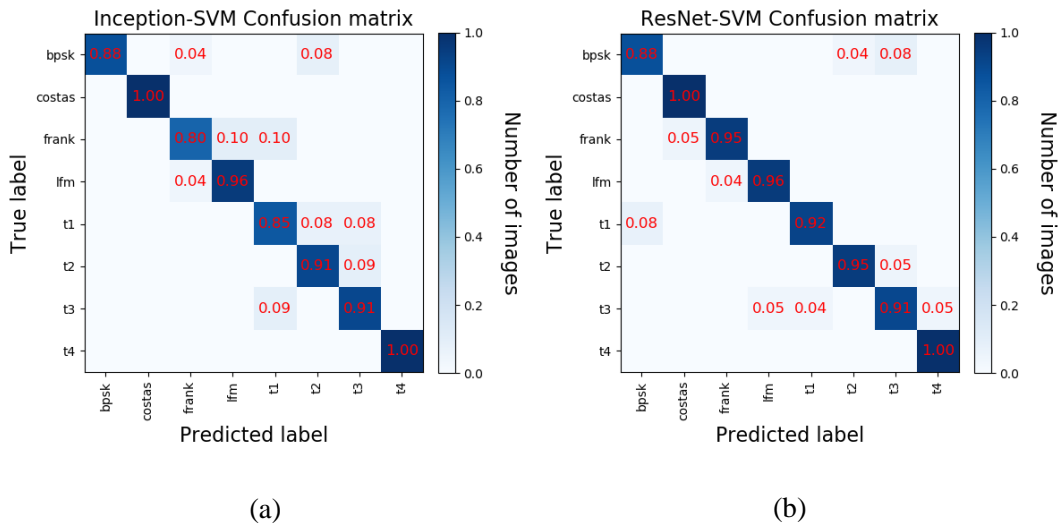 Inception-SVM Confusion matrix
True label
bpsk 0.88 0.04 0.08
costas 1.00
frank 0.80 0.10 0.10
lfm 0.04 0.96
t1 0.85 0.08 0.08
t2 0.91 0.09
t3 0.09 0.91
t4 1.00
bpsk costas frank lfm t1 t2 t3 t4
Predicted label
1.0
0.8
0.6
0.4
0.2
0.0
Number of images
(a)
ResNet-SVM Confusion matrix
True label
bpsk 0.88 0.04 0.08
costas 1.00
frank 0.05 0.95
lfm 0.04 0.96
t1 0.08 0.92
t2 0.95 0.05
t3 0.05 0.04 0.91 0.05
t4 1.00
bpsk costas frank lfm t1 t2 t3 t4
Predicted label
1.0
0.8
0.6
0.4
0.2
0.0
Number of images
(b)